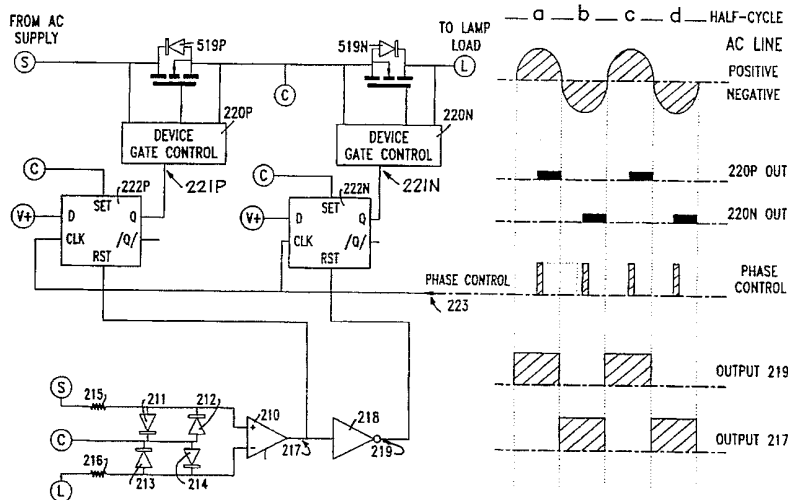 FROM AC
SUPPLY
S
519P
519N
TO LAMP
LOAD
L
C
220P
220N
DEVICE
GATE CONTROL
DEVICE
GATE CONTROL
221P
221N
C
222P
SET
V+
D
Q
CLK
/Q/
RST
C
222N
SET
V+
D
Q
CLK
/Q/
RST
PHASE CONTROL
223
S
215
211
212
210
+
-
C
216
213
214
L
217
218
219
a b c d HALF-CYCLE
AC LINE
POSITIVE
NEGATIVE
220P OUT
220N OUT
PHASE
CONTROL
OUTPUT 219
OUTPUT 217